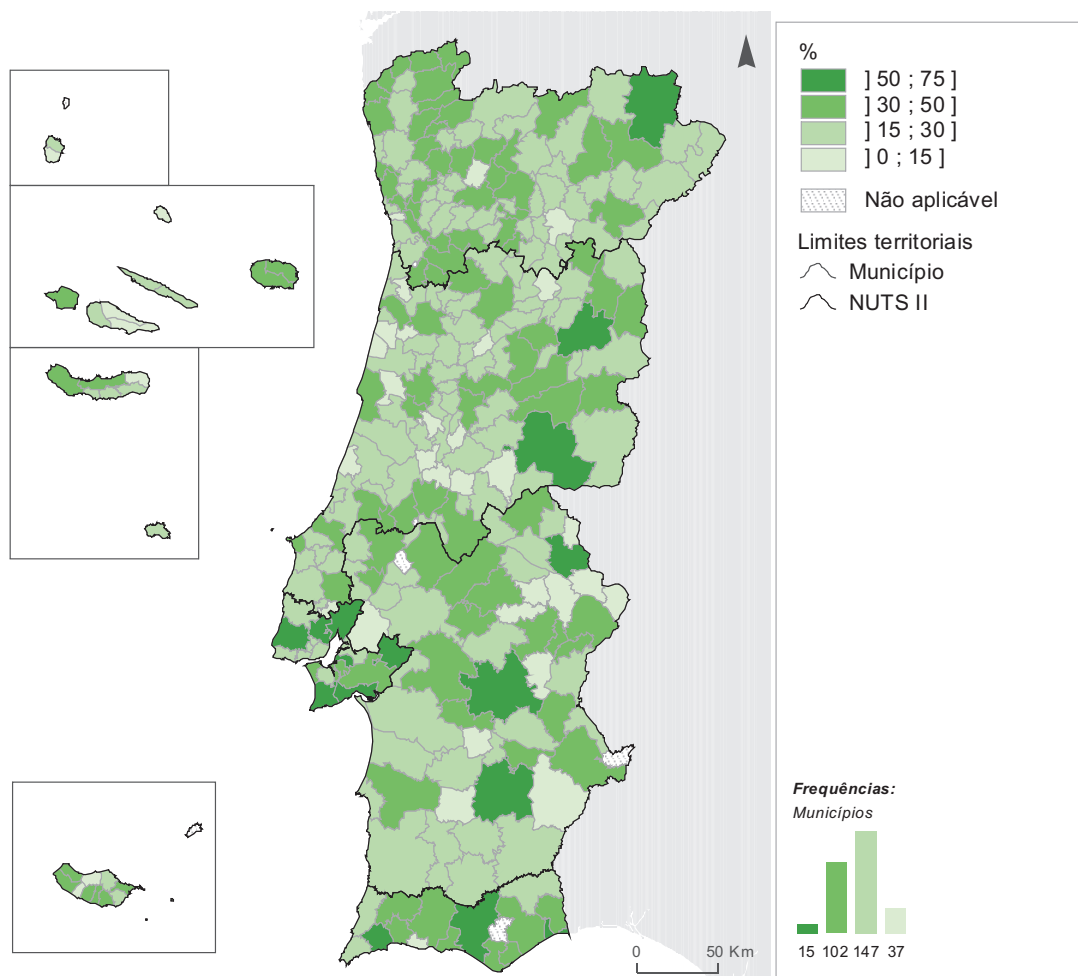 %
] 50 ; 75 ]
] 30 ; 50 ]
] 15 ; 30 ]
] 0 ; 15 ]
Não aplicável
Limites territoriais
Município
NUTS II
Frequências:
Municípios
15 102 147 37
0 50 Km